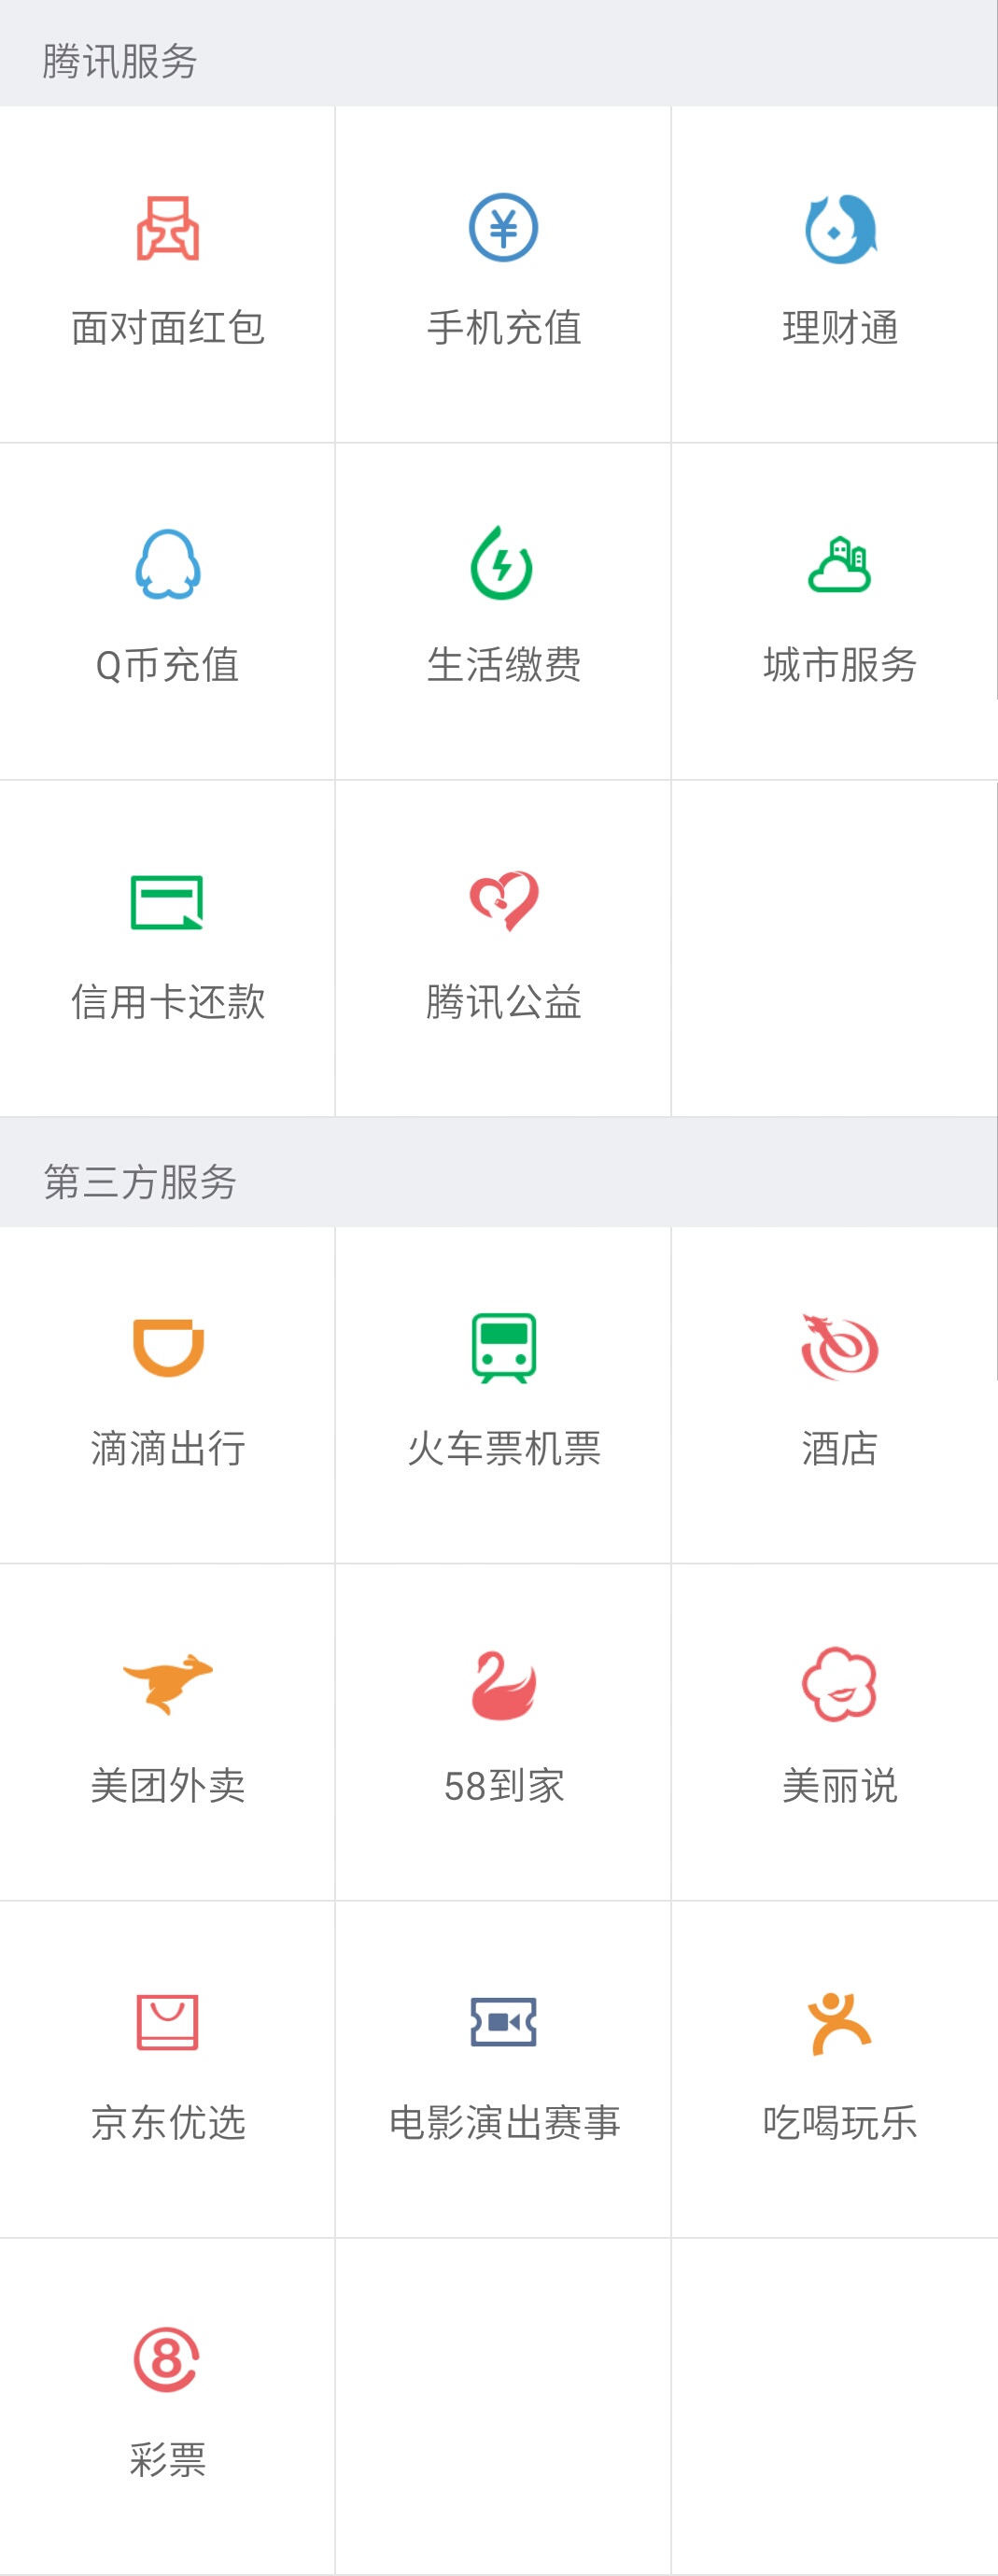 腾讯服务
面对面红包
手机充值
理财通
Q币充值
生活缴费
城市服务
信用卡还款
腾讯公益
第三方服务
滴滴出行
火车票机票
酒店
美团外卖
58到家
美丽说
京东优选
电影演出赛事
吃喝玩乐
8
彩票